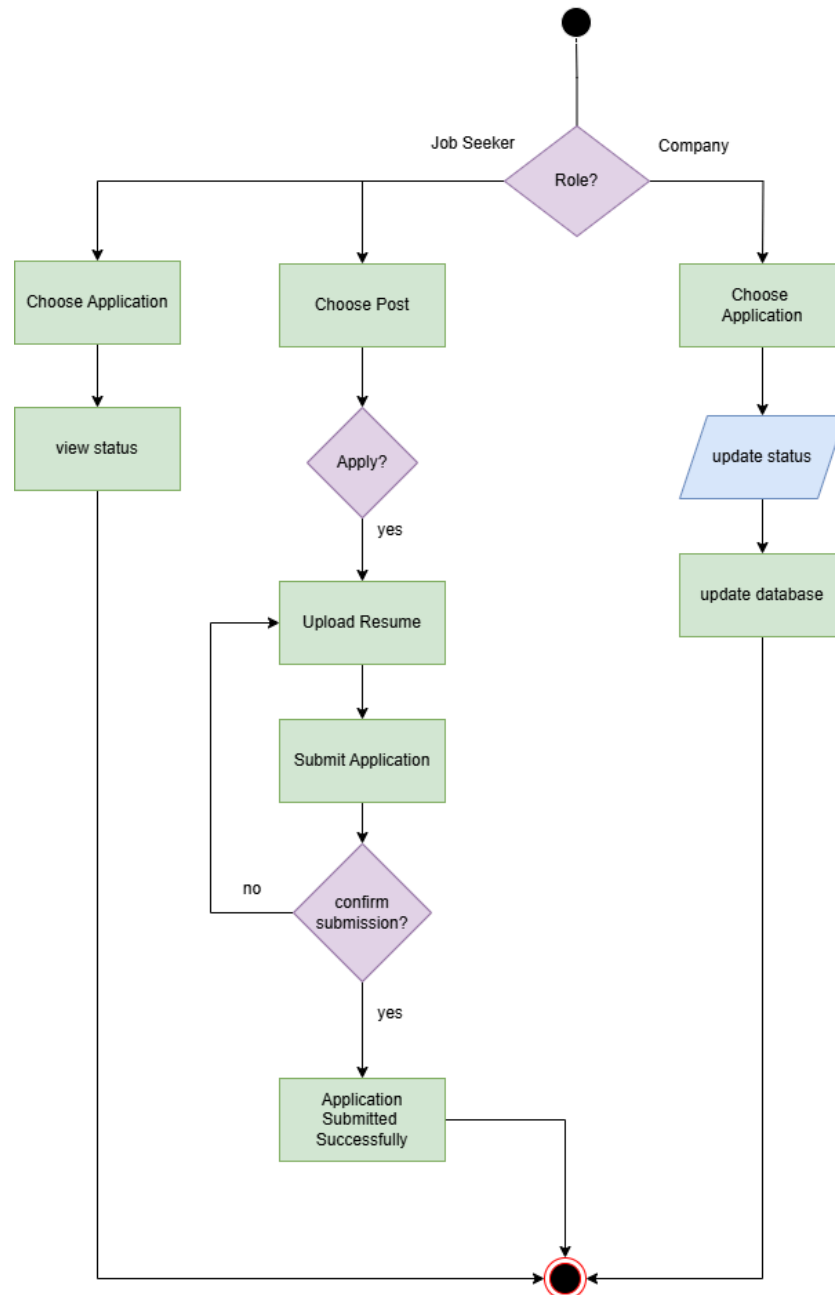 Job Seeker
Company
Role?
Choose Application
Choose Post
Choose
Application
view status
Apply?
update status
yes
Upload Resume
update database
Submit Application
no
confirm
submission?
yes
Application
Submitted
Successfully